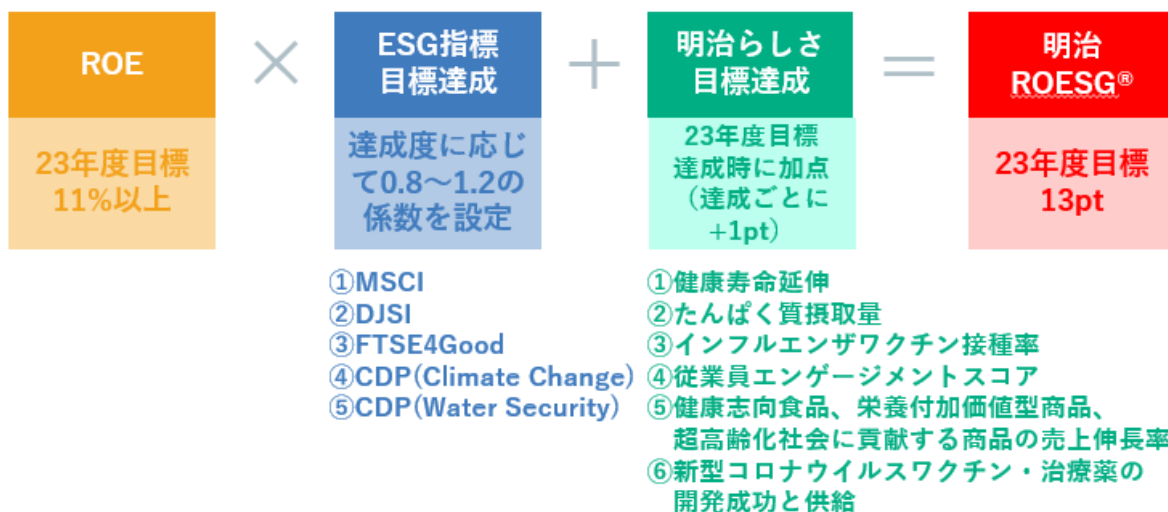 ROE
×
ESG指標
目標達成
+
明治らしさ
目標達成
=
明治
ROESG®
23年度目標
11%以上
達成度に応じ
て0.8~1.2の
係数を設定
23年度目標
達成時に加点
（達成ごとに
+1pt）
23年度目標
13pt
①MSCI
②DJSI
③FTSE4Good
④CDP(Climate Change)
⑤CDP(Water Security)
①健康寿命延伸
②たんぱく質摂取量
③インフルエンザワクチン接種率
④従業員エンゲージメントスコア
⑤健康志向食品、栄養付加価値型商品、
超高齢化社会に貢献する商品の売上伸長率
⑥新型コロナウイルスワクチン・治療薬の
開発成功と供給